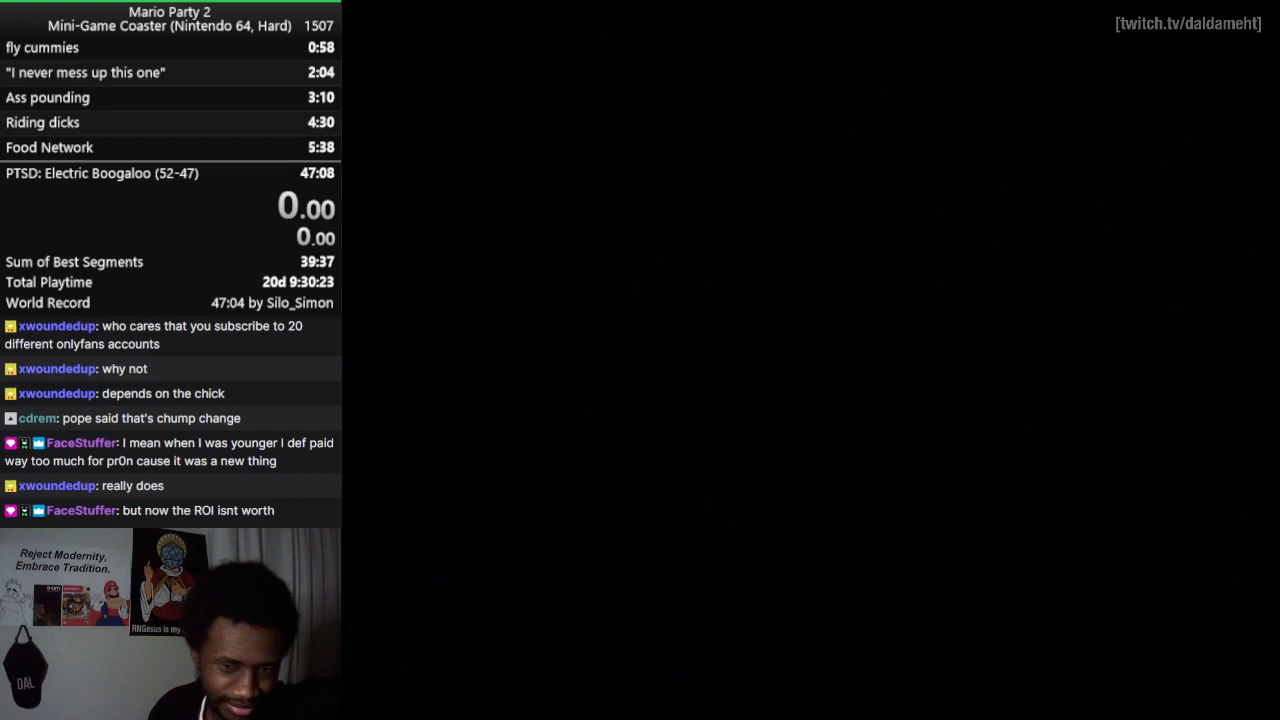 Mario Party 2
Mini-Game Coaster (Nintendo 64, Hard) 1507
fly cummies 0:58
"I never mess up this one" 2:04
Ass pounding 3:10
Riding dicks 4:30
Food Network 5:38
PTSD: Electric Boogaloo (52-47) 47:08
0.00
0.00
Sum of Best Segments 39:37
Total Playtime 20d 9:30:23
World Record 47:04 by Silo_Simon
xwoundedup: who cares that you subscribe to 20
different onlyfans accounts
xwoundedup: why not
xwoundedup: depends on the chick
cdrem: pope said that's chump change
FaceStuffer: I mean when I was younger I def paid
way too much for pr0n cause it was a new thing
xwoundedup: really does
FaceStuffer: but now the ROI isnt worth
Reject Modernity,
Embrace Tradition.
RNGesus is my
DAL
[twitch.tv/daldameht]